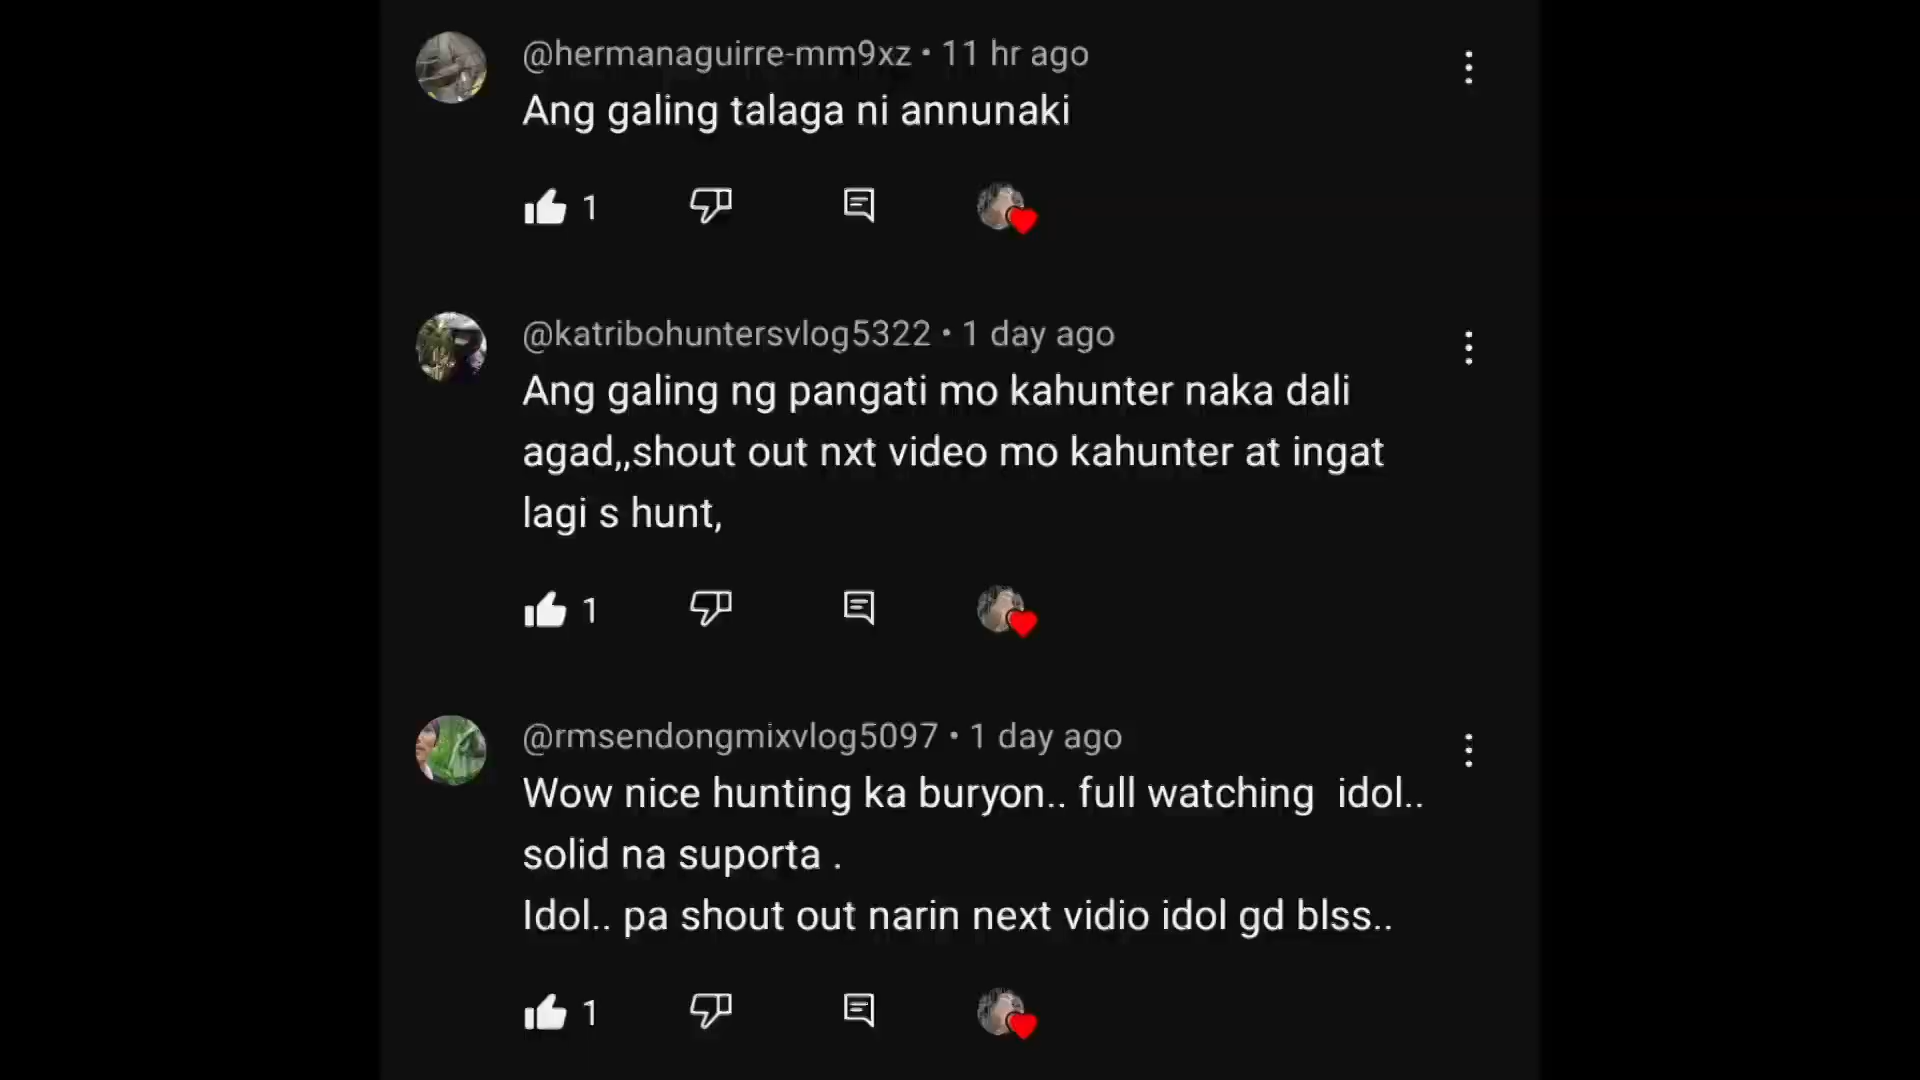 @hermanaguirre-mm9xz • 11 hr ago
Ang galing talaga ni annunaki
1
@katribohuntersvlog5322 • 1 day ago
Ang galing ng pangati mo kahunter naka dali
agad,,shout out nxt video mo kahunter at ingat
lagi s hunt,
1
@rmsendongmixvlog5097 • 1 day ago
Wow nice hunting ka buryon.. full watching  idol..
solid na suporta .
Idol.. pa shout out narin next vidio idol gd blss..
1